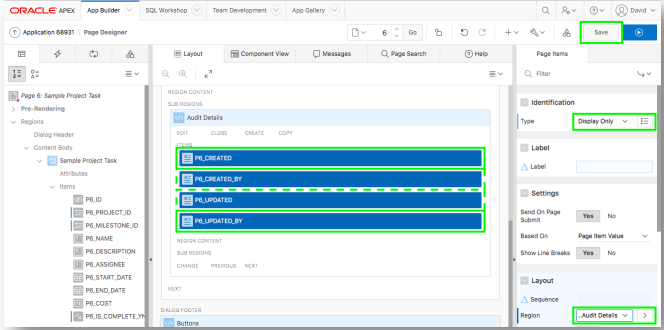 ORACLE APEX App Builder SQL Workshop Team Development App Gallery David
Application 68931 \ Page Designer 6 Go Save
Layout Component View Messages Page Search Help Page Items
Filter
Page 6: Sample Project Task
Pre-Rendering
Regions
Dialog Header
Content Body
Sample Project Task
Attributes
Items
P6_ID
P6_PROJECT_ID
P6_MILESTONE_ID
P6_NAME
P6_DESCRIPTION
P6_ASSIGNEE
P6_START_DATE
P6_END_DATE
P6_COST
P6_IS_COMPLETE_YN
REGION CONTENT
SUB REGIONS
Audit Details
EDIT CLOSE CREATE COPY
ITEMS
P6_CREATED
P6_CREATED_BY
P6_UPDATED
P6_UPDATED_BY
REGION CONTENT
SUB REGIONS
CHANGE PREVIOUS NEXT
NEXT
DIALOG FOOTER
Buttons
Identification
Type Display Only
Label
Label
Settings
Send On Page
Submit Yes No
Based On Page Item Value
Show Line Breaks Yes No
Layout
Sequence
Region ..Audit Details